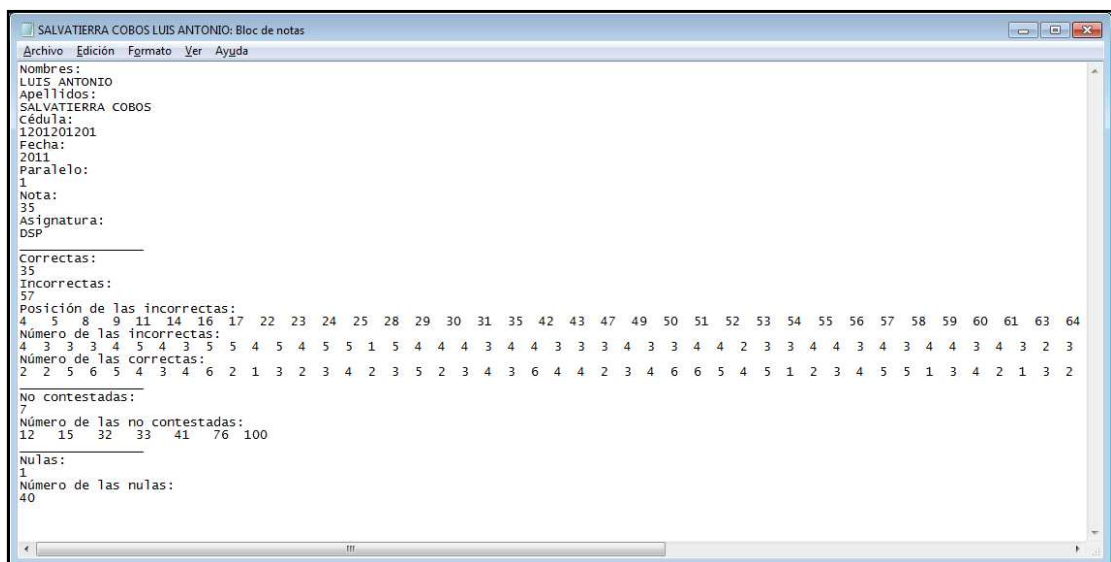 SALVATIERRA COBOS LUIS ANTONIO: Bloc de notas
Archivo Edición Formato Ver Ayuda
Nombres:
LUIS ANTONIO
Apellidos:
SALVATIERRA COBOS
Cédula:
1201201201
Fecha:
2011
Paralelo:
1
Nota:
35
Asignatura:
DSP
Correctas:
35
Incorrectas:
57
Posición de las incorrectas:
4 5 8 9 11 14 16 17 22 23 24 25 28 29 30 31 35 42 43 47 49 50 51 52 53 54 55 56 57 58 59 60 61 63 64
Número de las incorrectas:
4 3 3 3 4 5 4 3 5 5 4 5 4 5 5 1 5 4 4 4 3 4 4 3 3 3 4 3 3 4 4 2 3 3 4 4 3 4 3 4 4 3 4 3 2 3
Número de las correctas:
2 2 5 6 5 4 3 4 6 2 1 3 2 3 4 2 3 5 2 3 4 3 6 4 4 2 3 4 6 6 5 4 5 1 2 3 4 5 5 1 3 4 2 1 3 2
No contestadas:
7
Número de las no contestadas:
12 15 32 33 41 76 100
Nulas:
1
Número de las nulas:
40